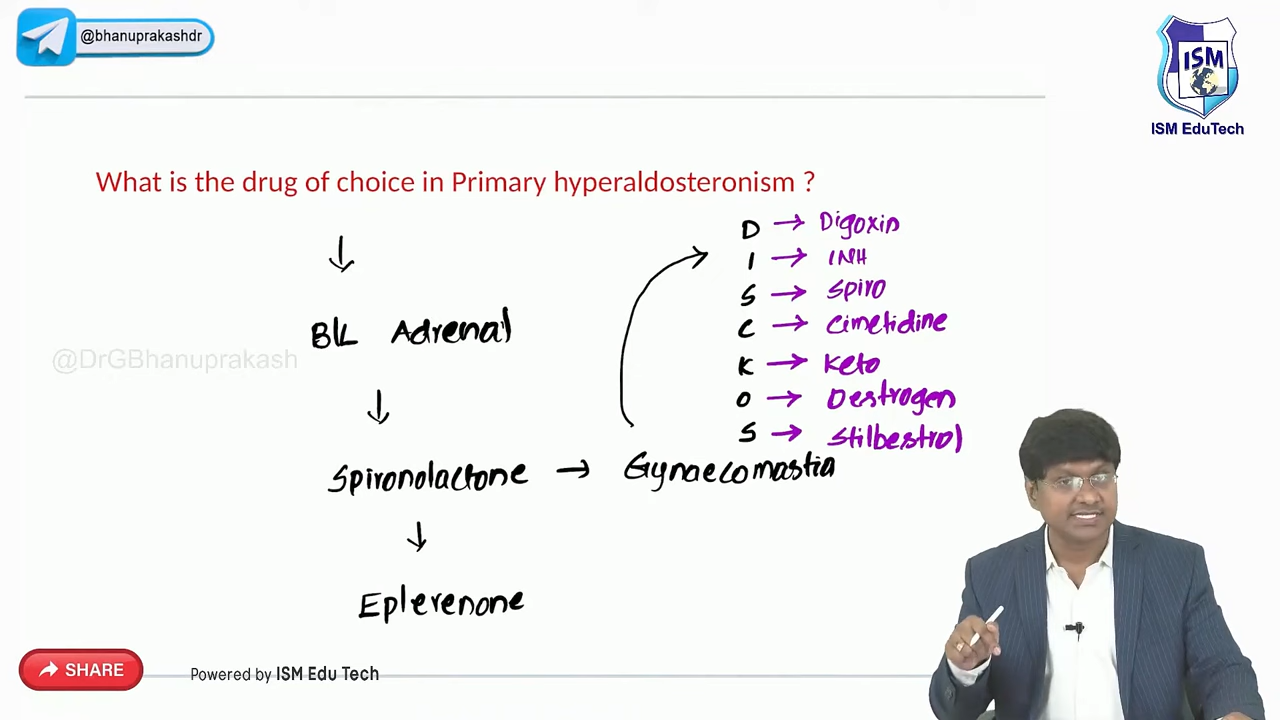 @bhanuprakashdr
ISM
ISM EduTech
What is the drug of choice in Primary hyperaldosteronism ?
↓
B/L Adrenal
↓
Spironolactone → Gynaecomastia
↓
Eplerenone
D → Digoxin
I → INH
S → Spiro
C → Cimetidine
K → Keto
O → Oestrogen
S → Stilbestrol
@DrGBhanuprakash
SHARE
Powered by ISM Edu Tech